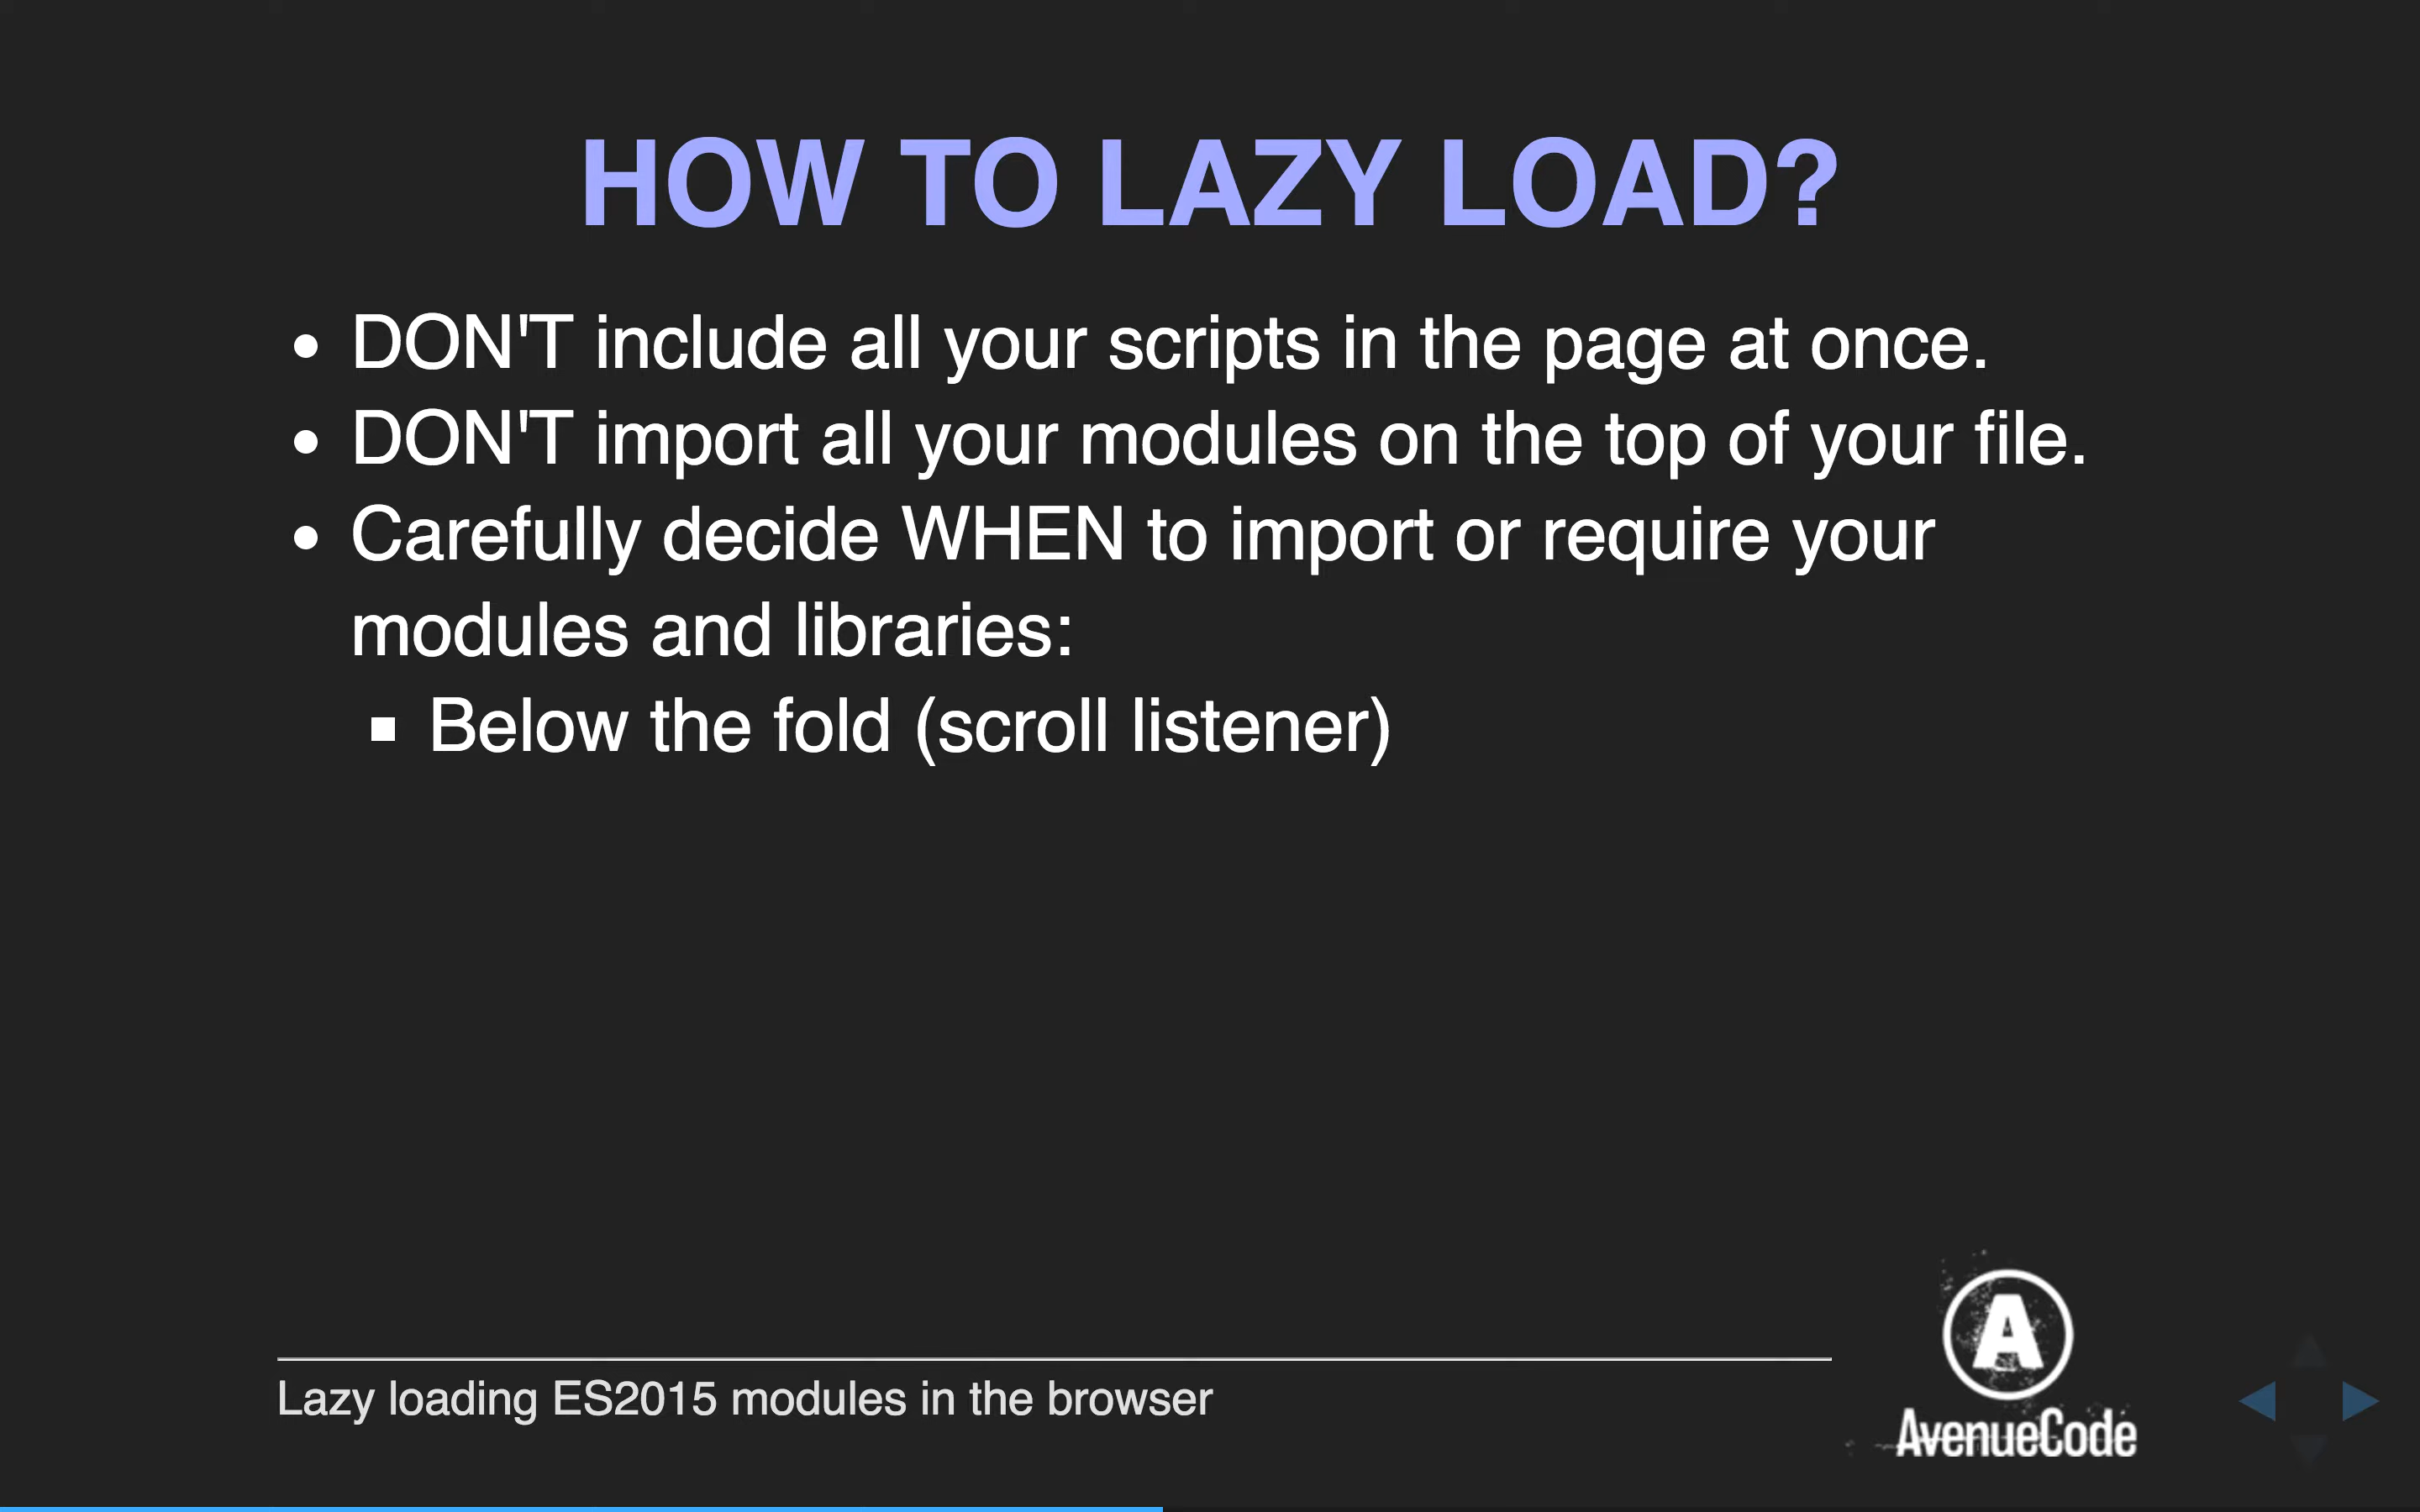 HOW TO LAZY LOAD?
DON'T include all your scripts in the page at once.
DON'T import all your modules on the top of your file.
Carefully decide WHEN to import or require your
modules and libraries:
Below the fold (scroll listener)
Lazy loading ES2015 modules in the browser
A
AvenueCode